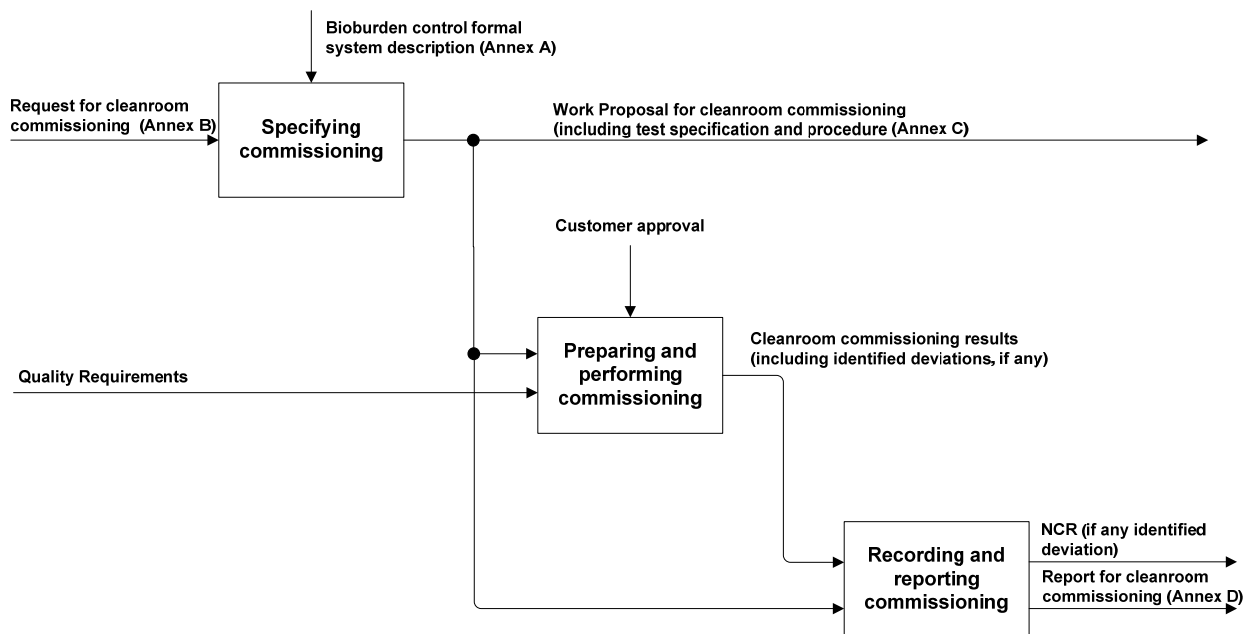 Bioburden control formal
system description (Annex A)
Request for cleanroom
commissioning (Annex B)
Specifying
commissioning
Work Proposal for cleanroom commissioning
(including test specification and procedure (Annex C)
Customer approval
Quality Requirements
Preparing and
performing
commissioning
Cleanroom commissioning results
(including identified deviations, if any)
Recording and
reporting
commissioning
NCR (if any identified
deviation)
Report for cleanroom
commissioning (Annex D)